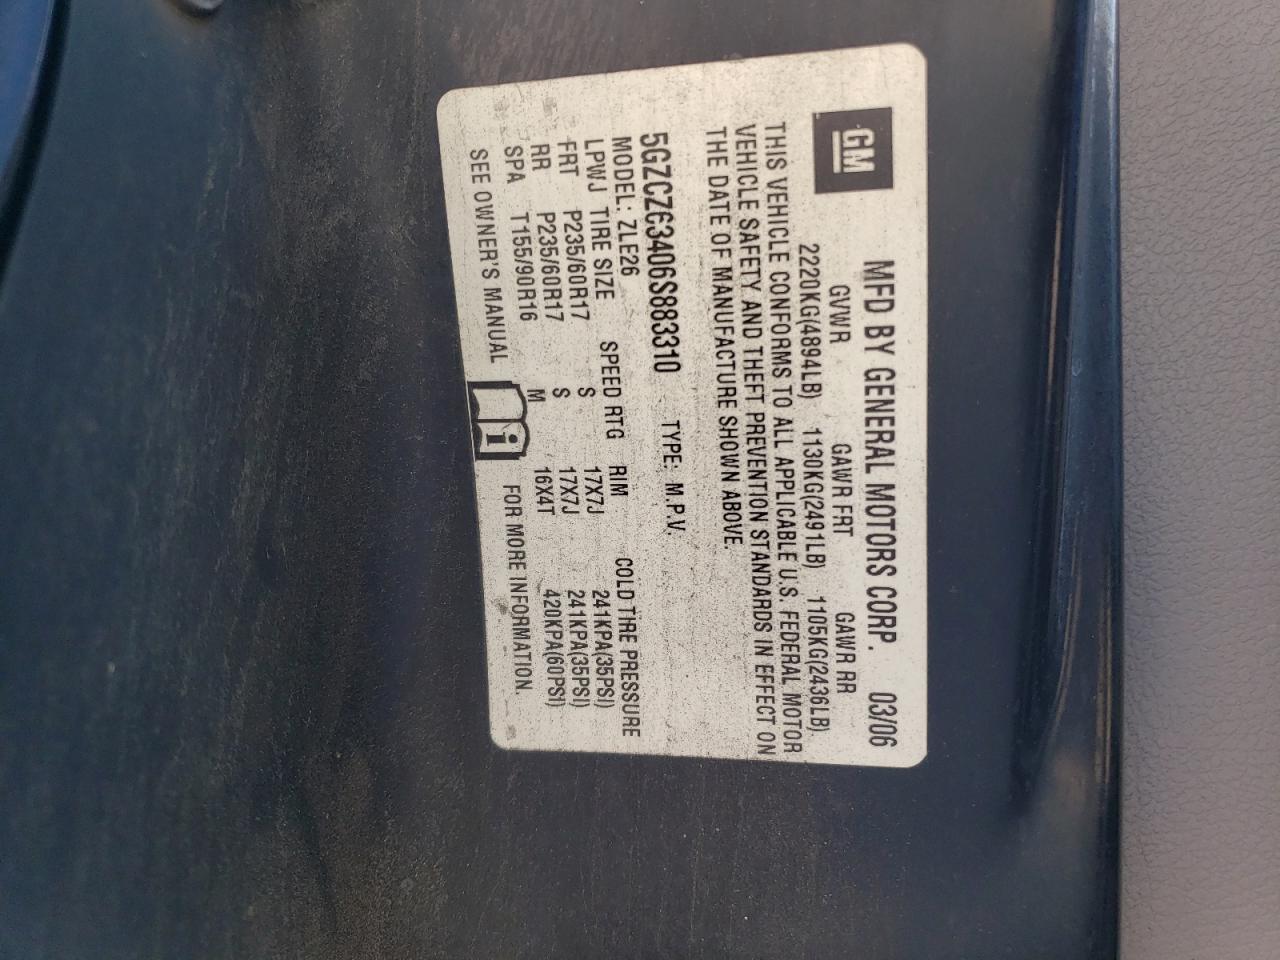 GM
MFD BY GENERAL MOTORS CORP. 03/06
GVWR GAWR FRT GAWR RR
2220KG(4894LB) 1130KG(2491LB) 1105KG(2436LB)
THIS VEHICLE CONFORMS TO ALL APPLICABLE U.S. FEDERAL MOTOR
VEHICLE SAFETY AND THEFT PREVENTION STANDARDS IN EFFECT ON
THE DATE OF MANUFACTURE SHOWN ABOVE.
5GZCZ63406S883310 TYPE: M.P.V.
MODEL: ZLE26
LPWJ TIRE SIZE SPEED RTG RIM COLD TIRE PRESSURE
FRT P235/60R17 S 17X7J 241KPA(35PSI)
RR P235/60R17 S 17X7J 241KPA(35PSI)
SPA T155/90R16 M 16X4T 420KPA(60PSI)
SEE OWNER'S MANUAL i FOR MORE INFORMATION.